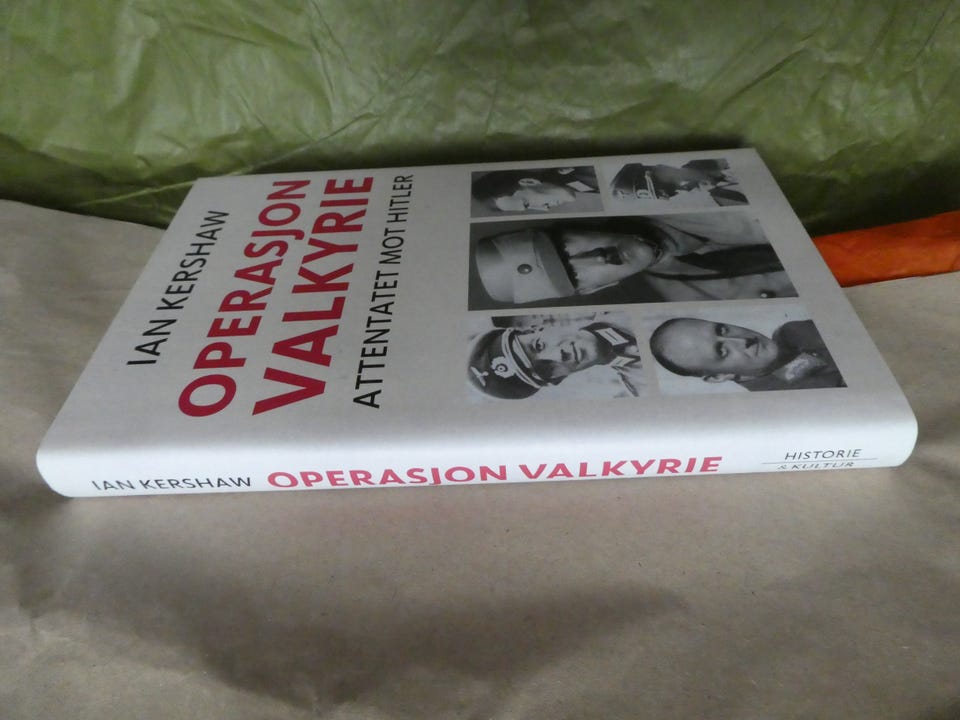 IAN KERSHAW
OPERASJON
VALKYRIE
ATTENTATET MOT HITLER
IAN KERSHAW OPERASJON VALKYRIE HISTORIE
& KULTUR